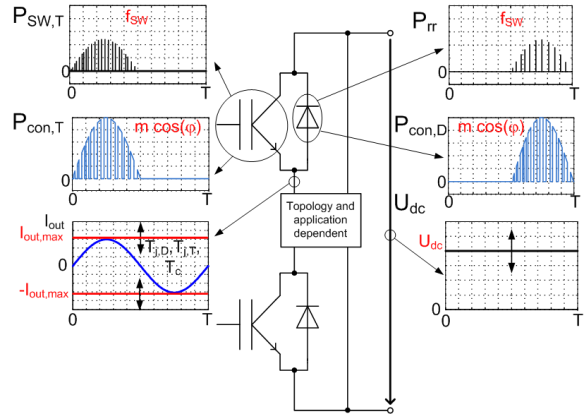 P_SW,T
f_SW
0
0
T
P_con,T
m cos(φ)
0
0
T
I_out
I_out,max
T_j,D, T_j,T,
T_c
0
-I_out,max
0
T
Topology and
application
dependent
P_rr
f_SW
0
0
T
P_con,D
m cos(φ)
0
0
T
U_dc
U_dc
0
0
T